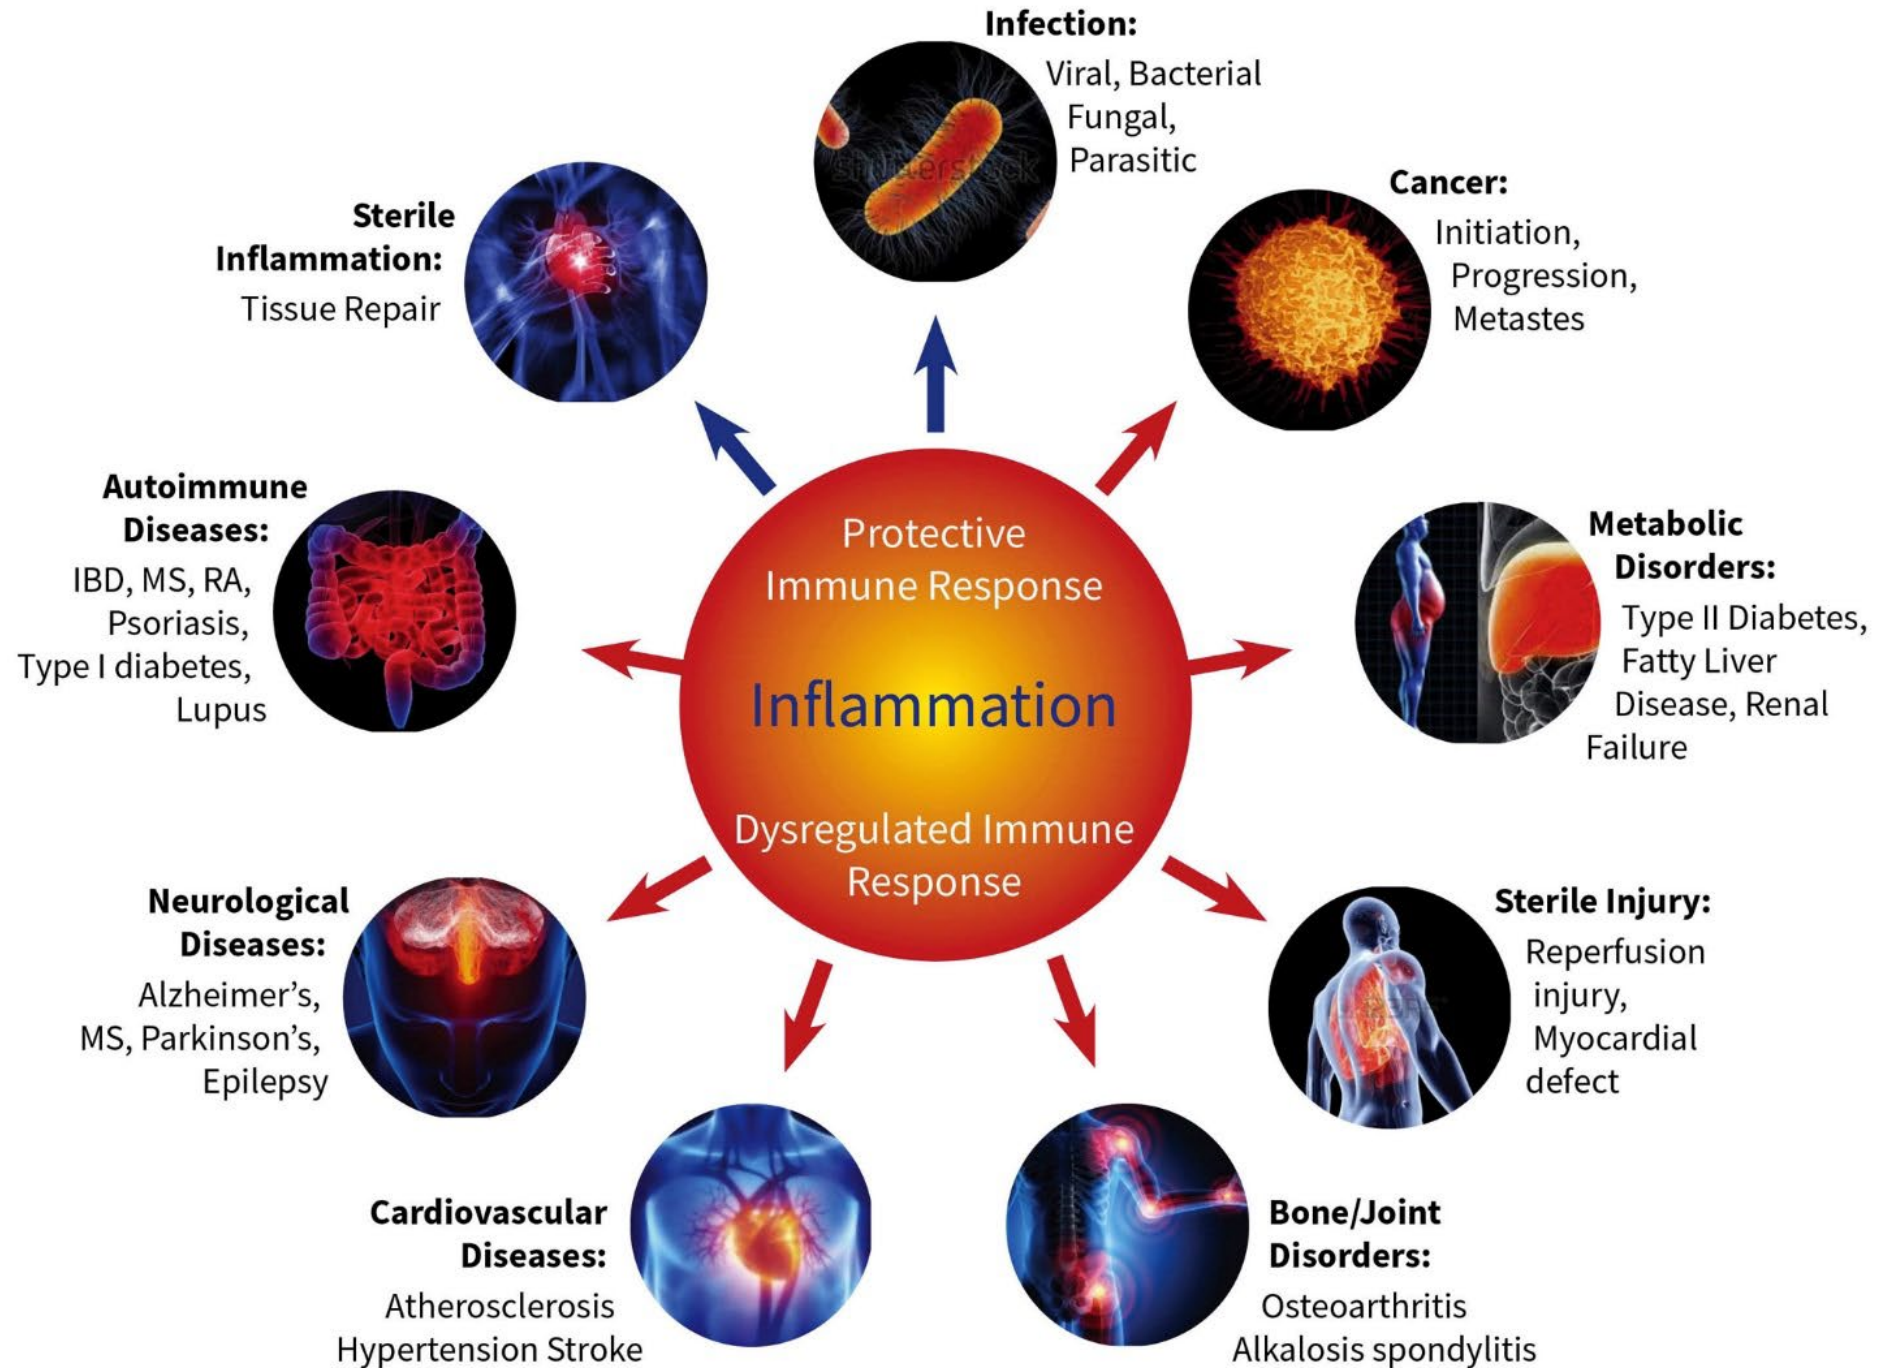 Infection:
Viral, Bacterial
Fungal,
Parasitic
shutterstock
Cancer:
Initiation,
Progression,
Metastes
Sterile
Inflammation:
Tissue Repair
Autoimmune
Diseases:
IBD, MS, RA,
Psoriasis,
Type I diabetes,
Lupus
Protective
Immune Response
Inflammation
Dysregulated Immune
Response
Metabolic
Disorders:
Type II Diabetes,
Fatty Liver
Disease, Renal
Failure
Neurological
Diseases:
Alzheimer’s,
MS, Parkinson’s,
Epilepsy
Sterile Injury:
Reperfusion
injury,
Myocardial
defect
Cardiovascular
Diseases:
Atherosclerosis
Hypertension Stroke
Bone/Joint
Disorders:
Osteoarthritis
Alkalosis spondylitis